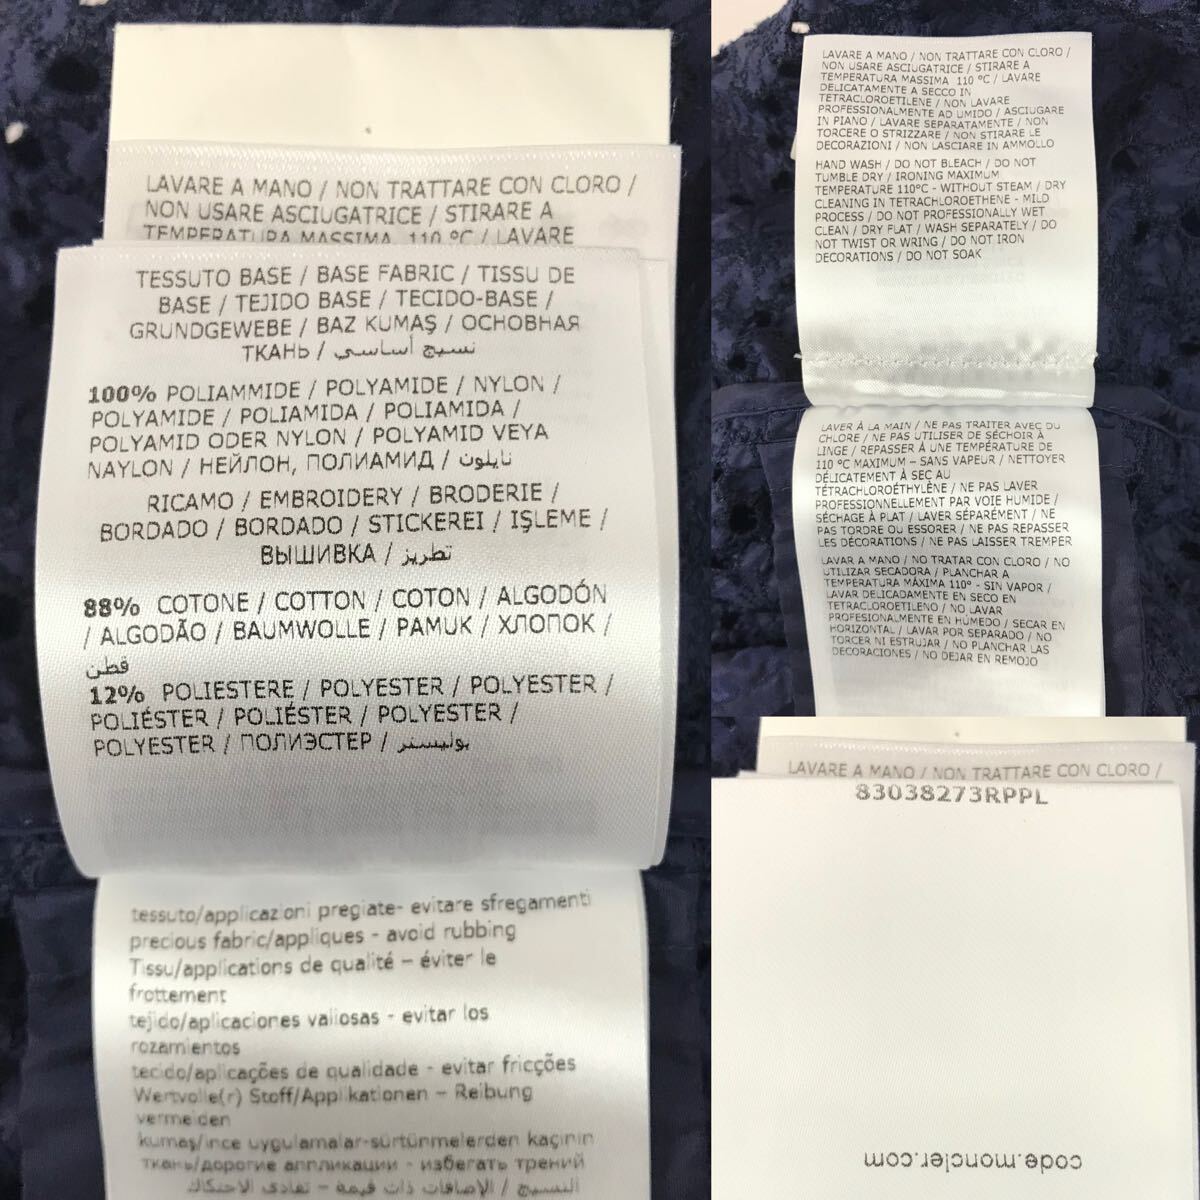 LAVARE A MANO / NON TRATTARE CON CLORO /
NON USARE ASCIUGATRICE / STIRARE A
TEMPERATURA MASSIMA 110 °C / LAVARE
TESSUTO BASE / BASE FABRIC / TISSU DE
BASE / TEJIDO BASE / TECIDO-BASE /
GRUNDGEWEBE / BAZ KUMAŞ / ОСНОВНАЯ
ТКАНЬ / نسيج أساسي
100% POLIAMMIDE / POLYAMIDE / NYLON /
POLYAMIDE / POLIAMIDA / POLIAMIDA /
POLYAMID ODER NYLON / POLYAMID VEYA
NAYLON / НЕЙЛОН, ПОЛИАМИД / نايلون
RICAMO / EMBROIDERY / BRODERIE /
BORDADO / BORDADO / STICKEREI / IŞLEME /
ВЫШИВКА / تطريز
88% COTONE / COTTON / COTON / ALGODÓN
/ ALGODÃO / BAUMWOLLE / PAMUK / ХЛОПОК /
قطن
12% POLIESTERE / POLYESTER / POLYESTER /
POLIÉSTER / POLIÉSTER / POLYESTER /
POLYESTER / ПОЛИЭСТЕР / بوليستر
tessuto/applicazioni pregiate- evitare sfregamenti
precious fabric/appliques - avoid rubbing
Tissu/applications de qualité – éviter le
frottement
tejido/aplicaciones valiosas - evitar los
rozamientos
tecido/aplicações de qualidade - evitar fricções
Wertvolle(r) Stoff/Applikationen – Reibung
vermeiden
kumaş/ince uygulamalar-sürtünmelerden kaçının
ткань/дорогие аппликации - избегать трений
النسيج / الإضافات ذات قيمة – تفادى الاحتكاك
LAVARE A MANO / NON TRATTARE CON CLORO /
NON USARE ASCIUGATRICE / STIRARE A
TEMPERATURA MASSIMA 110 °C / LAVARE
DELICATAMENTE A SECCO IN
TETRACLOROETILENE / NON LAVARE
PROFESSIONALMENTE AD UMIDO / ASCIUGARE
IN PIANO / LAVARE SEPARATAMENTE / NON
TORCERE O STRIZZARE / NON STIRARE LE
DECORAZIONI / NON LASCIARE IN AMMOLLO
HAND WASH / DO NOT BLEACH / DO NOT
TUMBLE DRY / IRONING MAXIMUM
TEMPERATURE 110°C - WITHOUT STEAM / DRY
CLEANING IN TETRACHLOROETHENE - MILD
PROCESS / DO NOT PROFESSIONALLY WET
CLEAN / DRY FLAT / WASH SEPARATELY / DO
NOT TWIST OR WRING / DO NOT IRON
DECORATIONS / DO NOT SOAK
LAVER À LA MAIN / NE PAS TRAITER AVEC DU
CHLORE / NE PAS UTILISER DE SÉCHOIR À
LINGE / REPASSER À UNE TEMPÉRATURE DE
110 °C MAXIMUM – SANS VAPEUR / NETTOYER
DÉLICATEMENT À SEC AU
TÉTRACHLOROÉTHYLÈNE / NE PAS LAVER
PROFESSIONNELLEMENT PAR VOIE HUMIDE /
SÉCHAGE À PLAT / LAVER SÉPARÉMENT / NE
PAS TORDRE OU ESSORER / NE PAS REPASSER
LES DÉCORATIONS / NE PAS LAISSER TREMPER
LAVAR A MANO / NO TRATAR CON CLORO / NO
UTILIZAR SECADORA / PLANCHAR A
TEMPERATURA MÁXIMA 110° - SIN VAPOR /
LAVAR DELICADAMENTE EN SECO EN
TETRACLOROETILENO / NO LAVAR
PROFESIONALMENTE EN HÚMEDO / SECAR EN
HORIZONTAL / LAVAR POR SEPARADO / NO
TORCER NI ESTRUJAR / NO PLANCHAR LAS
DECORACIONES / NO DEJAR EN REMOJO
LAVARE A MANO / NON TRATTARE CON CLORO /
83038273RPPL
code.moncler.com